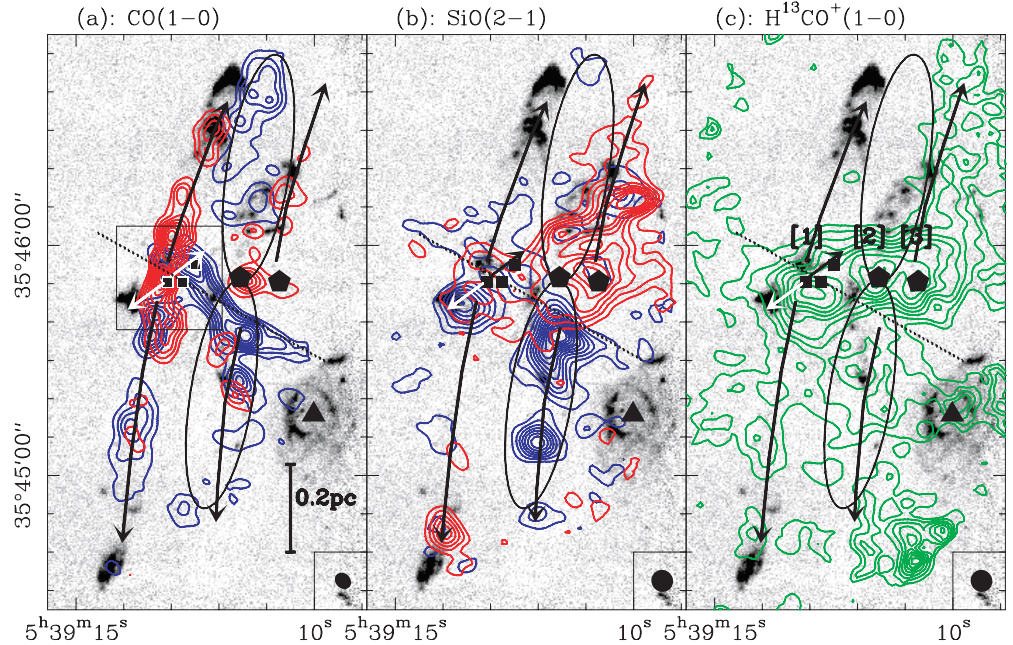 (a): CO(1−0) (b): SiO(2−1) (c): H¹³CO⁺(1−0)
35°46′00″
[1] [2] [3]
35°45′00″
0.2pc
5ʰ39ᵐ15ˢ 10ˢ 5ʰ39ᵐ15ˢ 10ˢ 5ʰ39ᵐ15ˢ 10ˢ